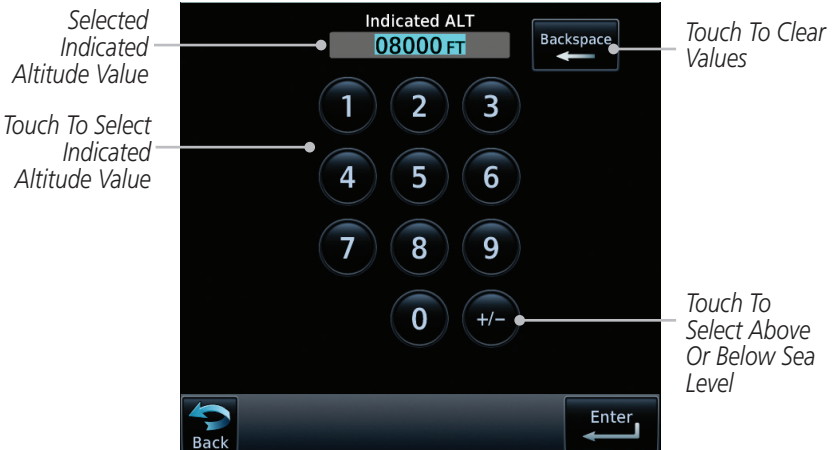 Selected
Indicated
Altitude Value
Indicated ALT
08000 FT
Backspace
Touch To Clear
Values
Touch To Select
Indicated
Altitude Value
1 2 3
4 5 6
7 8 9
0 +/-
Touch To
Select Above
Or Below Sea
Level
Back
Enter